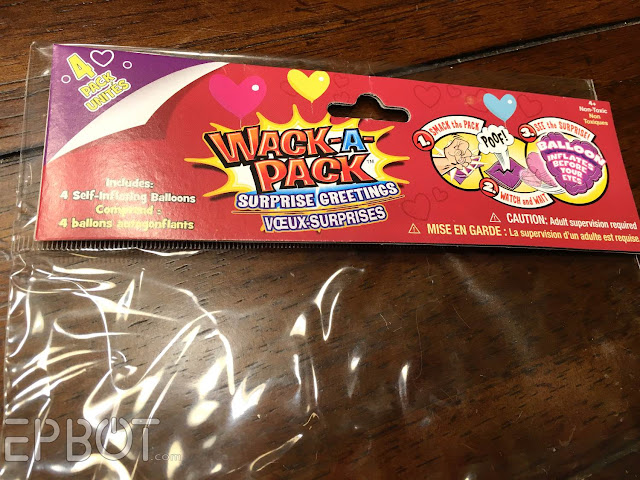 4
PACK
UNITÉS
WACK-A-
PACK™
SURPRISE GREETINGS
VŒUX-SURPRISES
Includes:
4 Self-Inflating Balloons
Comprend :
4 ballons autogonflants
1. SMACK the PACK
POOF!
2. WATCH and WAIT!
3. SEE the SURPRISE!
BALLOON
INFLATES
BEFORE
YOUR
EYES
4+
Non-Toxic
Non
Toxiques
⚠ CAUTION: Adult supervision required
⚠ MISE EN GARDE : La supervision d'un adulte est requise
EPBOT.com